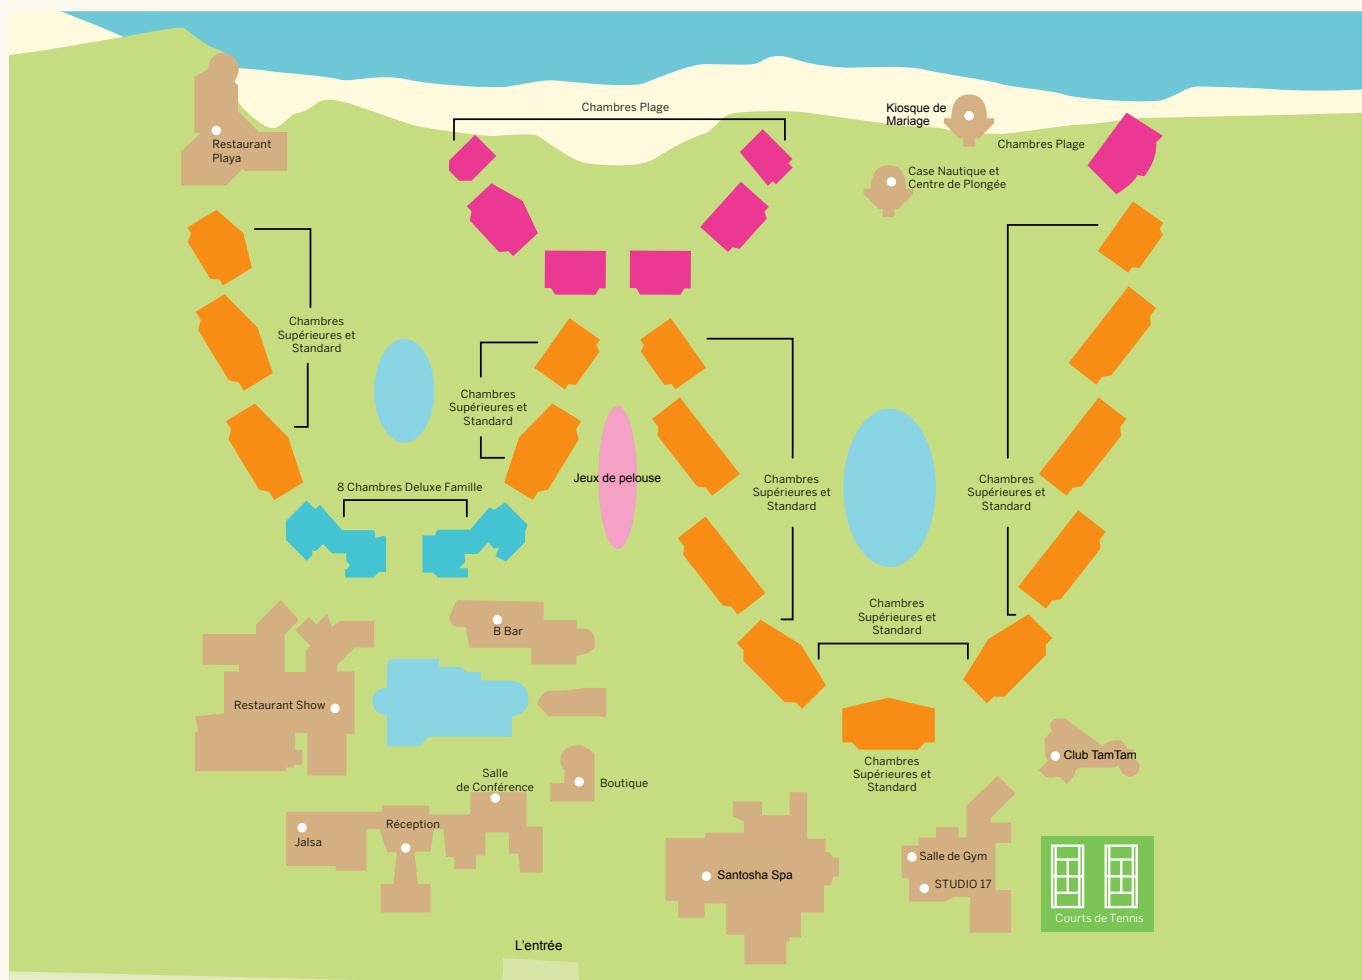 Chambres Plage
Kiosque de
Mariage
Restaurant
Playa
Chambres Plage
Case Nautique et
Centre de Plongée
Chambres
Supérieures et
Standard
Chambres
Supérieures et
Standard
Jeux de pelouse
8 Chambres Deluxe Famille
Chambres
Supérieures et
Standard
Chambres
Supérieures et
Standard
Chambres
Supérieures et
Standard
B Bar
Restaurant Show
Chambres
Supérieures et
Standard
Club TamTam
Salle
de Conférence
Boutique
Réception
Jalsa
Santosha Spa
Salle de Gym
STUDIO 17
Courts de Tennis
L'entrée